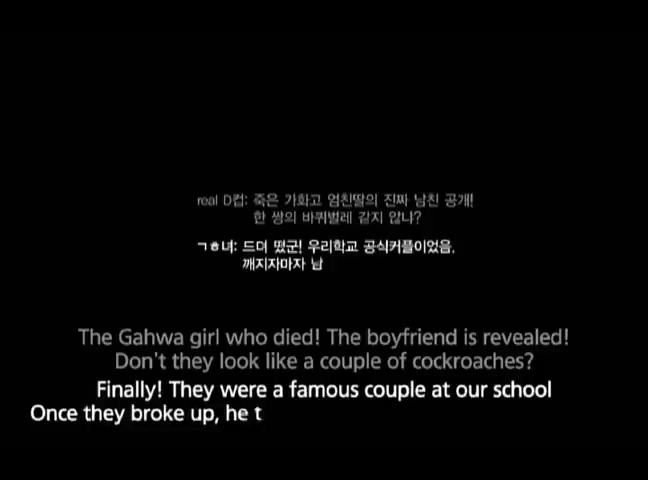 real D컵: 죽은 가화고 엄친딸의 진짜 남친 공개!
한 쌍의 바퀴벌레 같지 않냐?
ㄱㅎ녀: 드뎌 떴군! 우리학교 공식커플이었음,
깨지자마자 남
The Gahwa girl who died! The boyfriend is revealed!
Don't they look like a couple of cockroaches?
Finally! They were a famous couple at our school
Once they broke up, he t